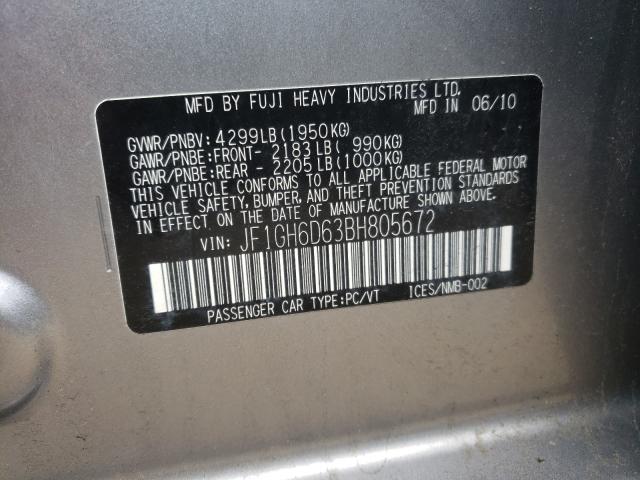 MFD BY FUJI HEAVY INDUSTRIES LTD.
MFD IN 06/10
GVWR/PNBV: 4299LB(1950KG)
GAWR/PNBE:FRONT- 2183LB( 990KG)
GAWR/PNBE:REAR - 2205LB(1000KG)
THIS VEHICLE CONFORMS TO ALL APPLICABLE FEDERAL MOTOR
VEHICLE SAFETY, BUMPER, AND THEFT PREVENTION STANDARDS
IN EFFECT ON THE DATE OF MANUFACTURE SHOWN ABOVE.
VIN: JF1GH6D63BH805672
PASSENGER CAR TYPE:PC/VT ICES/NMB-002